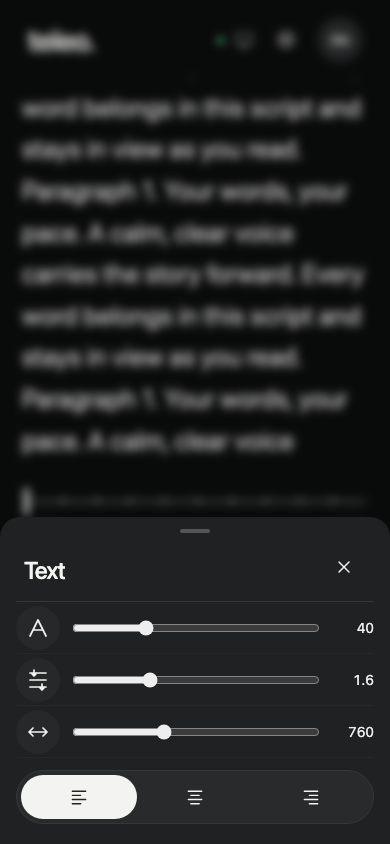 teleo.
word belongs in this script and
stays in view as you read.
Paragraph 1. Your words, your
pace. A calm, clear voice
carries the story forward. Every
word belongs in this script and
stays in view as you read.
Paragraph 1. Your words, your
pace. A calm, clear voice
Text
40
1.6
760